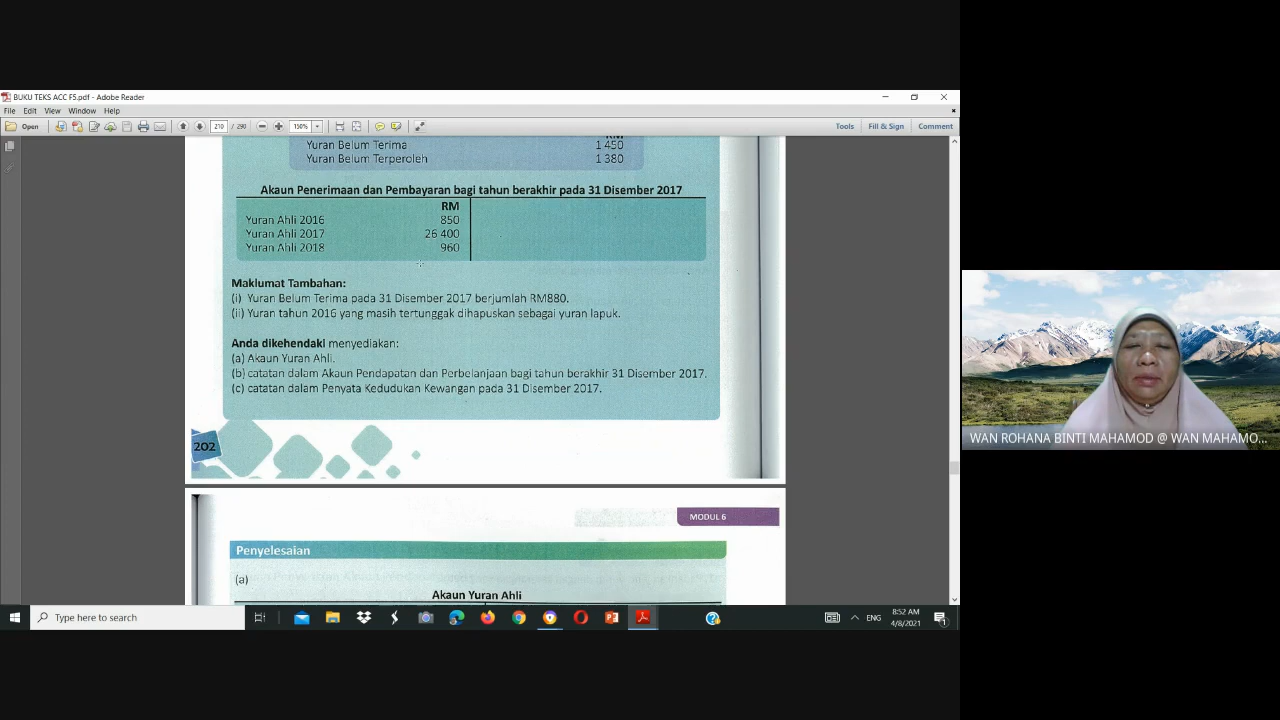 BUKU TEKS ACC F5.pdf - Adobe Reader
File Edit View Window Help
Open 210 / 290 150% Tools Fill & Sign Comment
RM
Yuran Belum Terima 1 450
Yuran Belum Terperoleh 1 380
Akaun Penerimaan dan Pembayaran bagi tahun berakhir pada 31 Disember 2017
RM
Yuran Ahli 2016 850
Yuran Ahli 2017 26 400
Yuran Ahli 2018 960
Maklumat Tambahan:
(i) Yuran Belum Terima pada 31 Disember 2017 berjumlah RM880.
(ii) Yuran tahun 2016 yang masih tertunggak dihapuskan sebagai yuran lapuk.
Anda dikehendaki menyediakan:
(a) Akaun Yuran Ahli.
(b) catatan dalam Akaun Pendapatan dan Perbelanjaan bagi tahun berakhir 31 Disember 2017.
(c) catatan dalam Penyata Kedudukan Kewangan pada 31 Disember 2017.
202
MODUL 6
Penyelesaian
(a)
Akaun Yuran Ahli
WAN ROHANA BINTI MAHAMOD @ WAN MAHAMO...
Type here to search
ENG
8:52 AM
4/8/2021
1